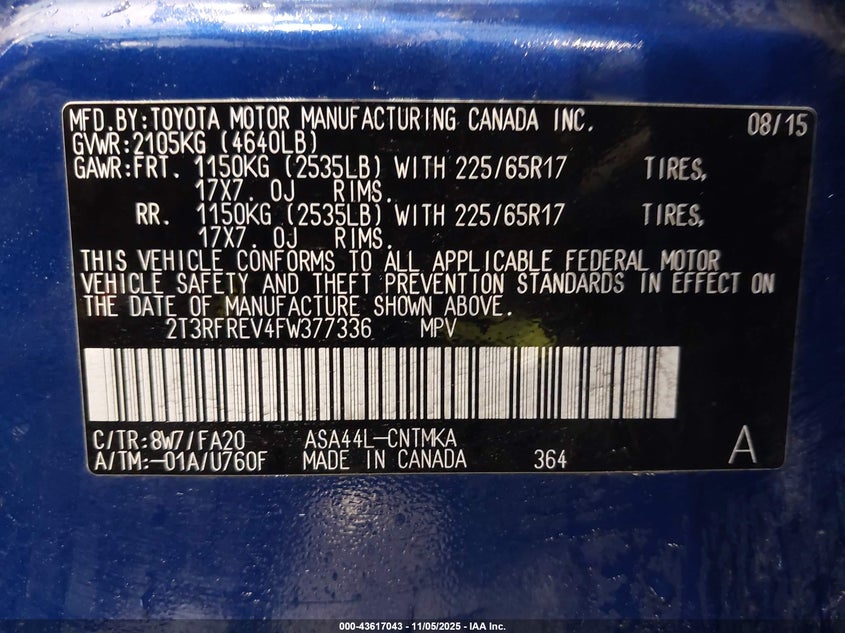 MFD.BY:TOYOTA MOTOR MANUFACTURING CANADA INC. 08/15
GVWR:2105KG (4640LB)
GAWR:FRT. 1150KG (2535LB) WITH 225/65R17 TIRES,
17X7. 0J RIMS.
RR. 1150KG (2535LB) WITH 225/65R17 TIRES,
17X7. 0J RIMS.
THIS VEHICLE CONFORMS TO ALL APPLICABLE FEDERAL MOTOR
VEHICLE SAFETY AND THEFT PREVENTION STANDARDS IN EFFECT ON
THE DATE OF MANUFACTURE SHOWN ABOVE.
2T3RFREV4FW377336 MPV
C/TR:8W7/FA20 ASA44L-CNTMKA A
A/TM:-01A/U760F MADE IN CANADA 364
000-43617043 — 11/05/2025 - IAA Inc.